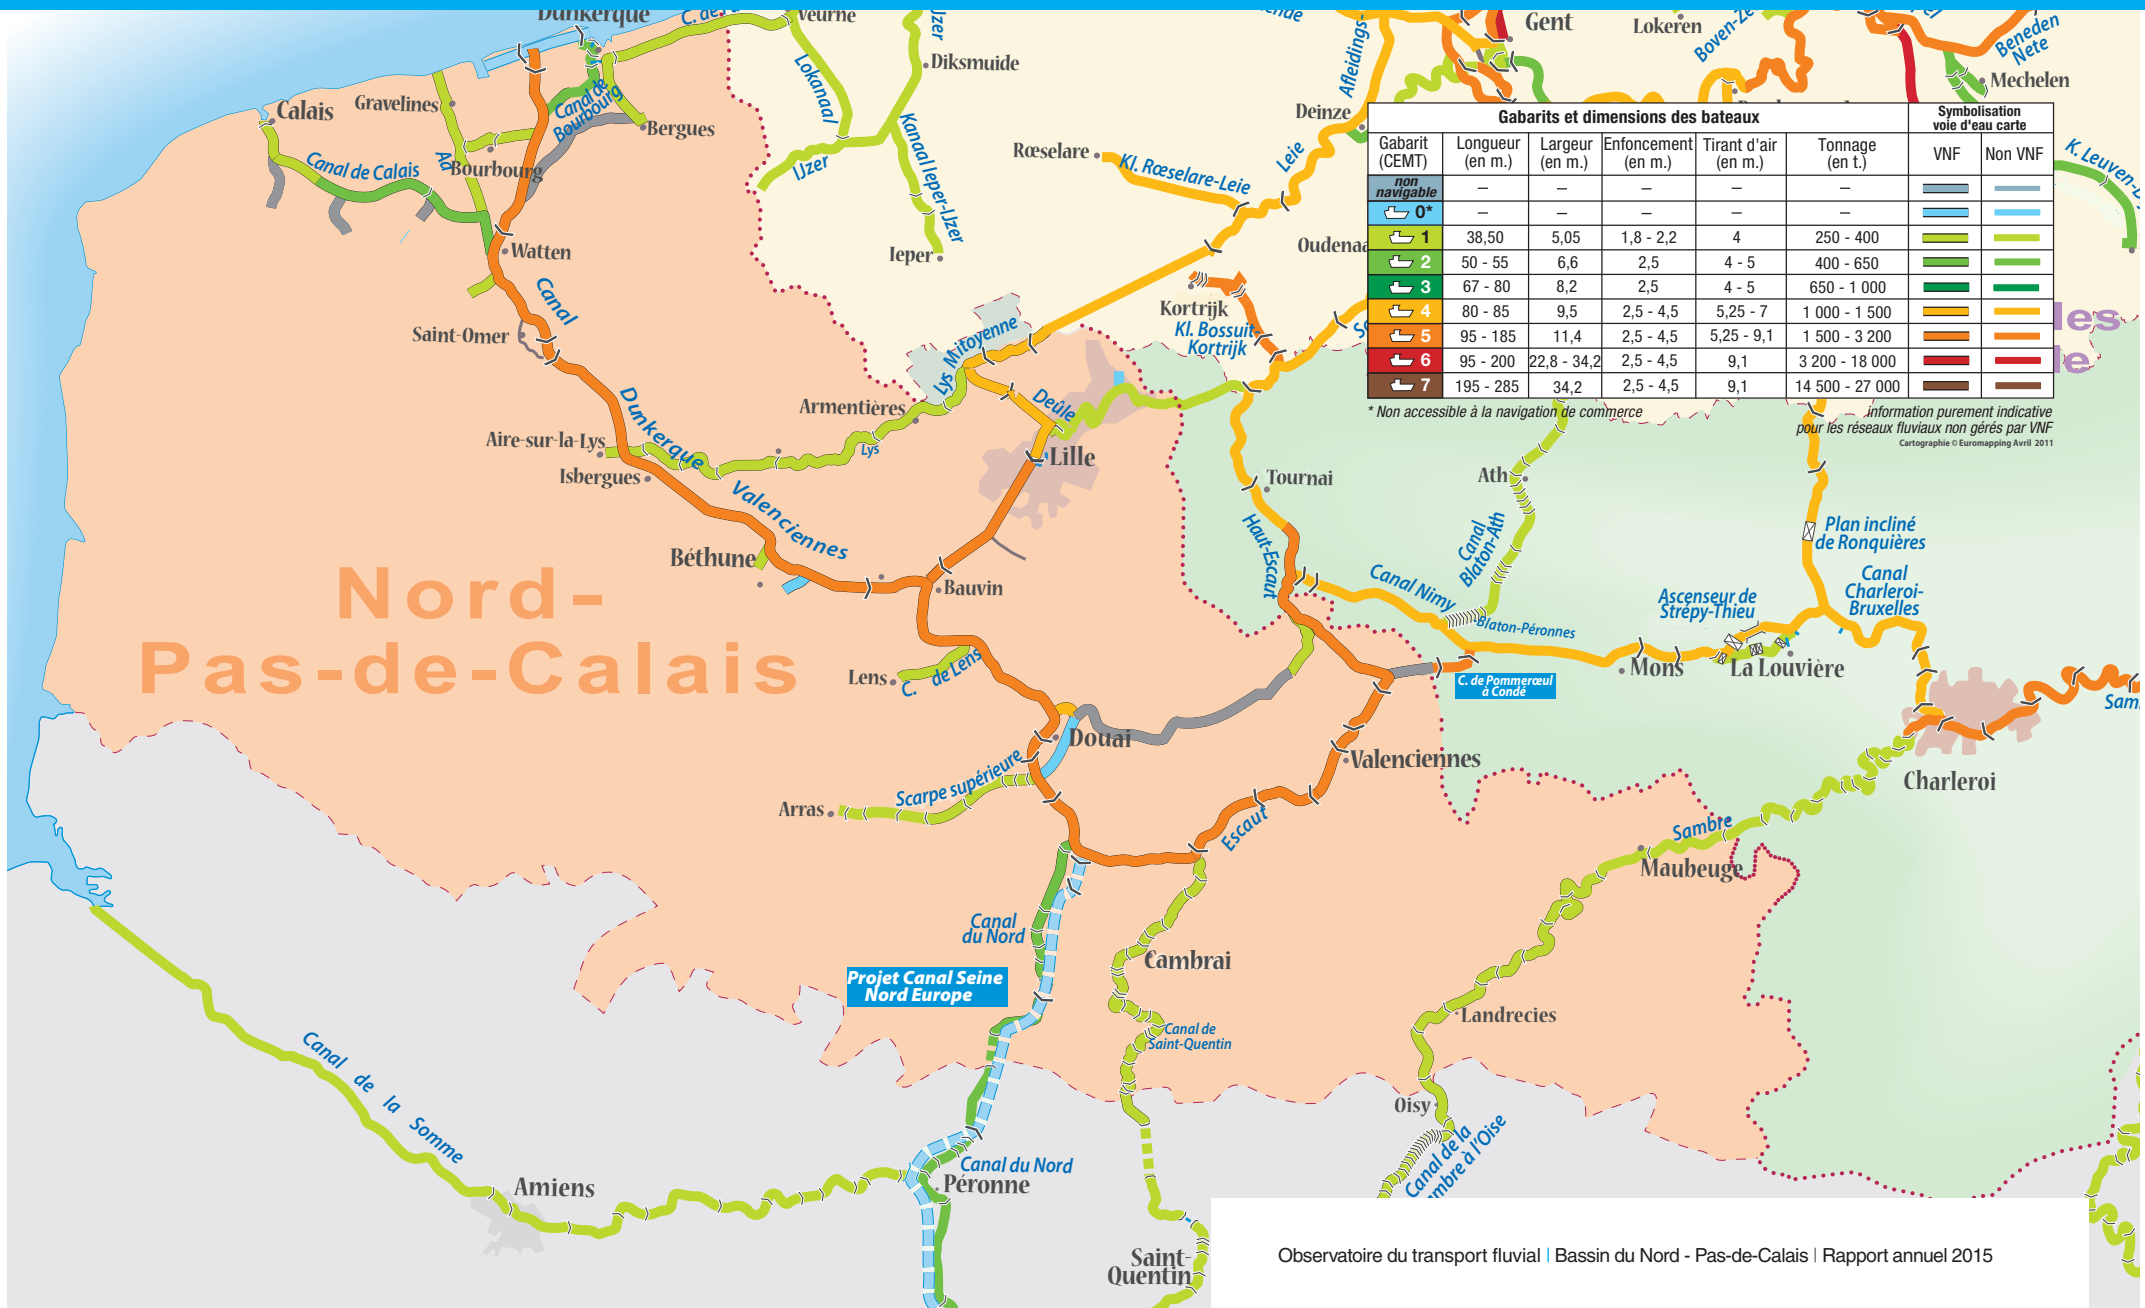 Dunkerque
Veurne
IJzer
Diksmuide
Gent
Lokeren
Beneden
Nete
Mechelen
Calais
Gravelines
Canal de
Bourbourg
Bergues
Lokanaal
Afleidings-
Deinze
Canal de Calais
Aa
Bourbourg
IJzer
Kanaal Ieper-IJzer
Rœselare
Kl. Rœselare-Leie
Leie
K. Leuven-
Watten
Ieper
Canal
Saint-Omer
Kortrijk
Kl. Bossuit-
Kortrijk
Lys Mitoyenne
Gabarits et dimensions des bateaux
Symbolisation
voie d'eau carte
Gabarit (CEMT) Longueur (en m.) Largeur (en m.) Enfoncement (en m.) Tirant d'air (en m.) Tonnage (en t.) VNF Non VNF
non navigable – – – – –
0* – – – – –
1 38,50 5,05 1,8 - 2,2 4 250 - 400
2 50 - 55 6,6 2,5 4 - 5 400 - 650
3 67 - 80 8,2 2,5 4 - 5 650 - 1 000
4 80 - 85 9,5 2,5 - 4,5 5,25 - 7 1 000 - 1 500
5 95 - 185 11,4 2,5 - 4,5 5,25 - 9,1 1 500 - 3 200
6 95 - 200 22,8 - 34,2 2,5 - 4,5 9,1 3 200 - 18 000
7 195 - 285 34,2 2,5 - 4,5 9,1 14 500 - 27 000
* Non accessible à la navigation de commerce
information purement indicative
pour les réseaux fluviaux non gérés par VNF
Cartographie © Euromapping Avril 2011
Armentières
Deûle
Dunkerque
Aire-sur-la-Lys
Lys
Isbergues
Lille
Valenciennes
Tournai
Ath
Canal
Blaton-Ath
Haut-Escaut
Plan incliné
de Ronquières
Béthune
Bauvin
Canal Nimy
Blaton-Péronnes
Ascenseur de
Strépy-Thieu
Canal
Charleroi-
Bruxelles
Nord-
Pas-de-Calais
Lens
C. de Lens
C. de Pommerœul
à Condé
Mons
La Louvière
Douai
Valenciennes
Scarpe supérieure
Arras
Escaut
Charleroi
Sambre
Maubeuge
Canal
du Nord
Cambrai
Projet Canal Seine
Nord Europe
Landrecies
Canal de
Saint-Quentin
Canal de la Somme
Oisy
Canal de la
Canal du Nord
Péronne
Amiens
Saint-
Quentin
Observatoire du transport fluvial | Bassin du Nord - Pas-de-Calais | Rapport annuel 2015